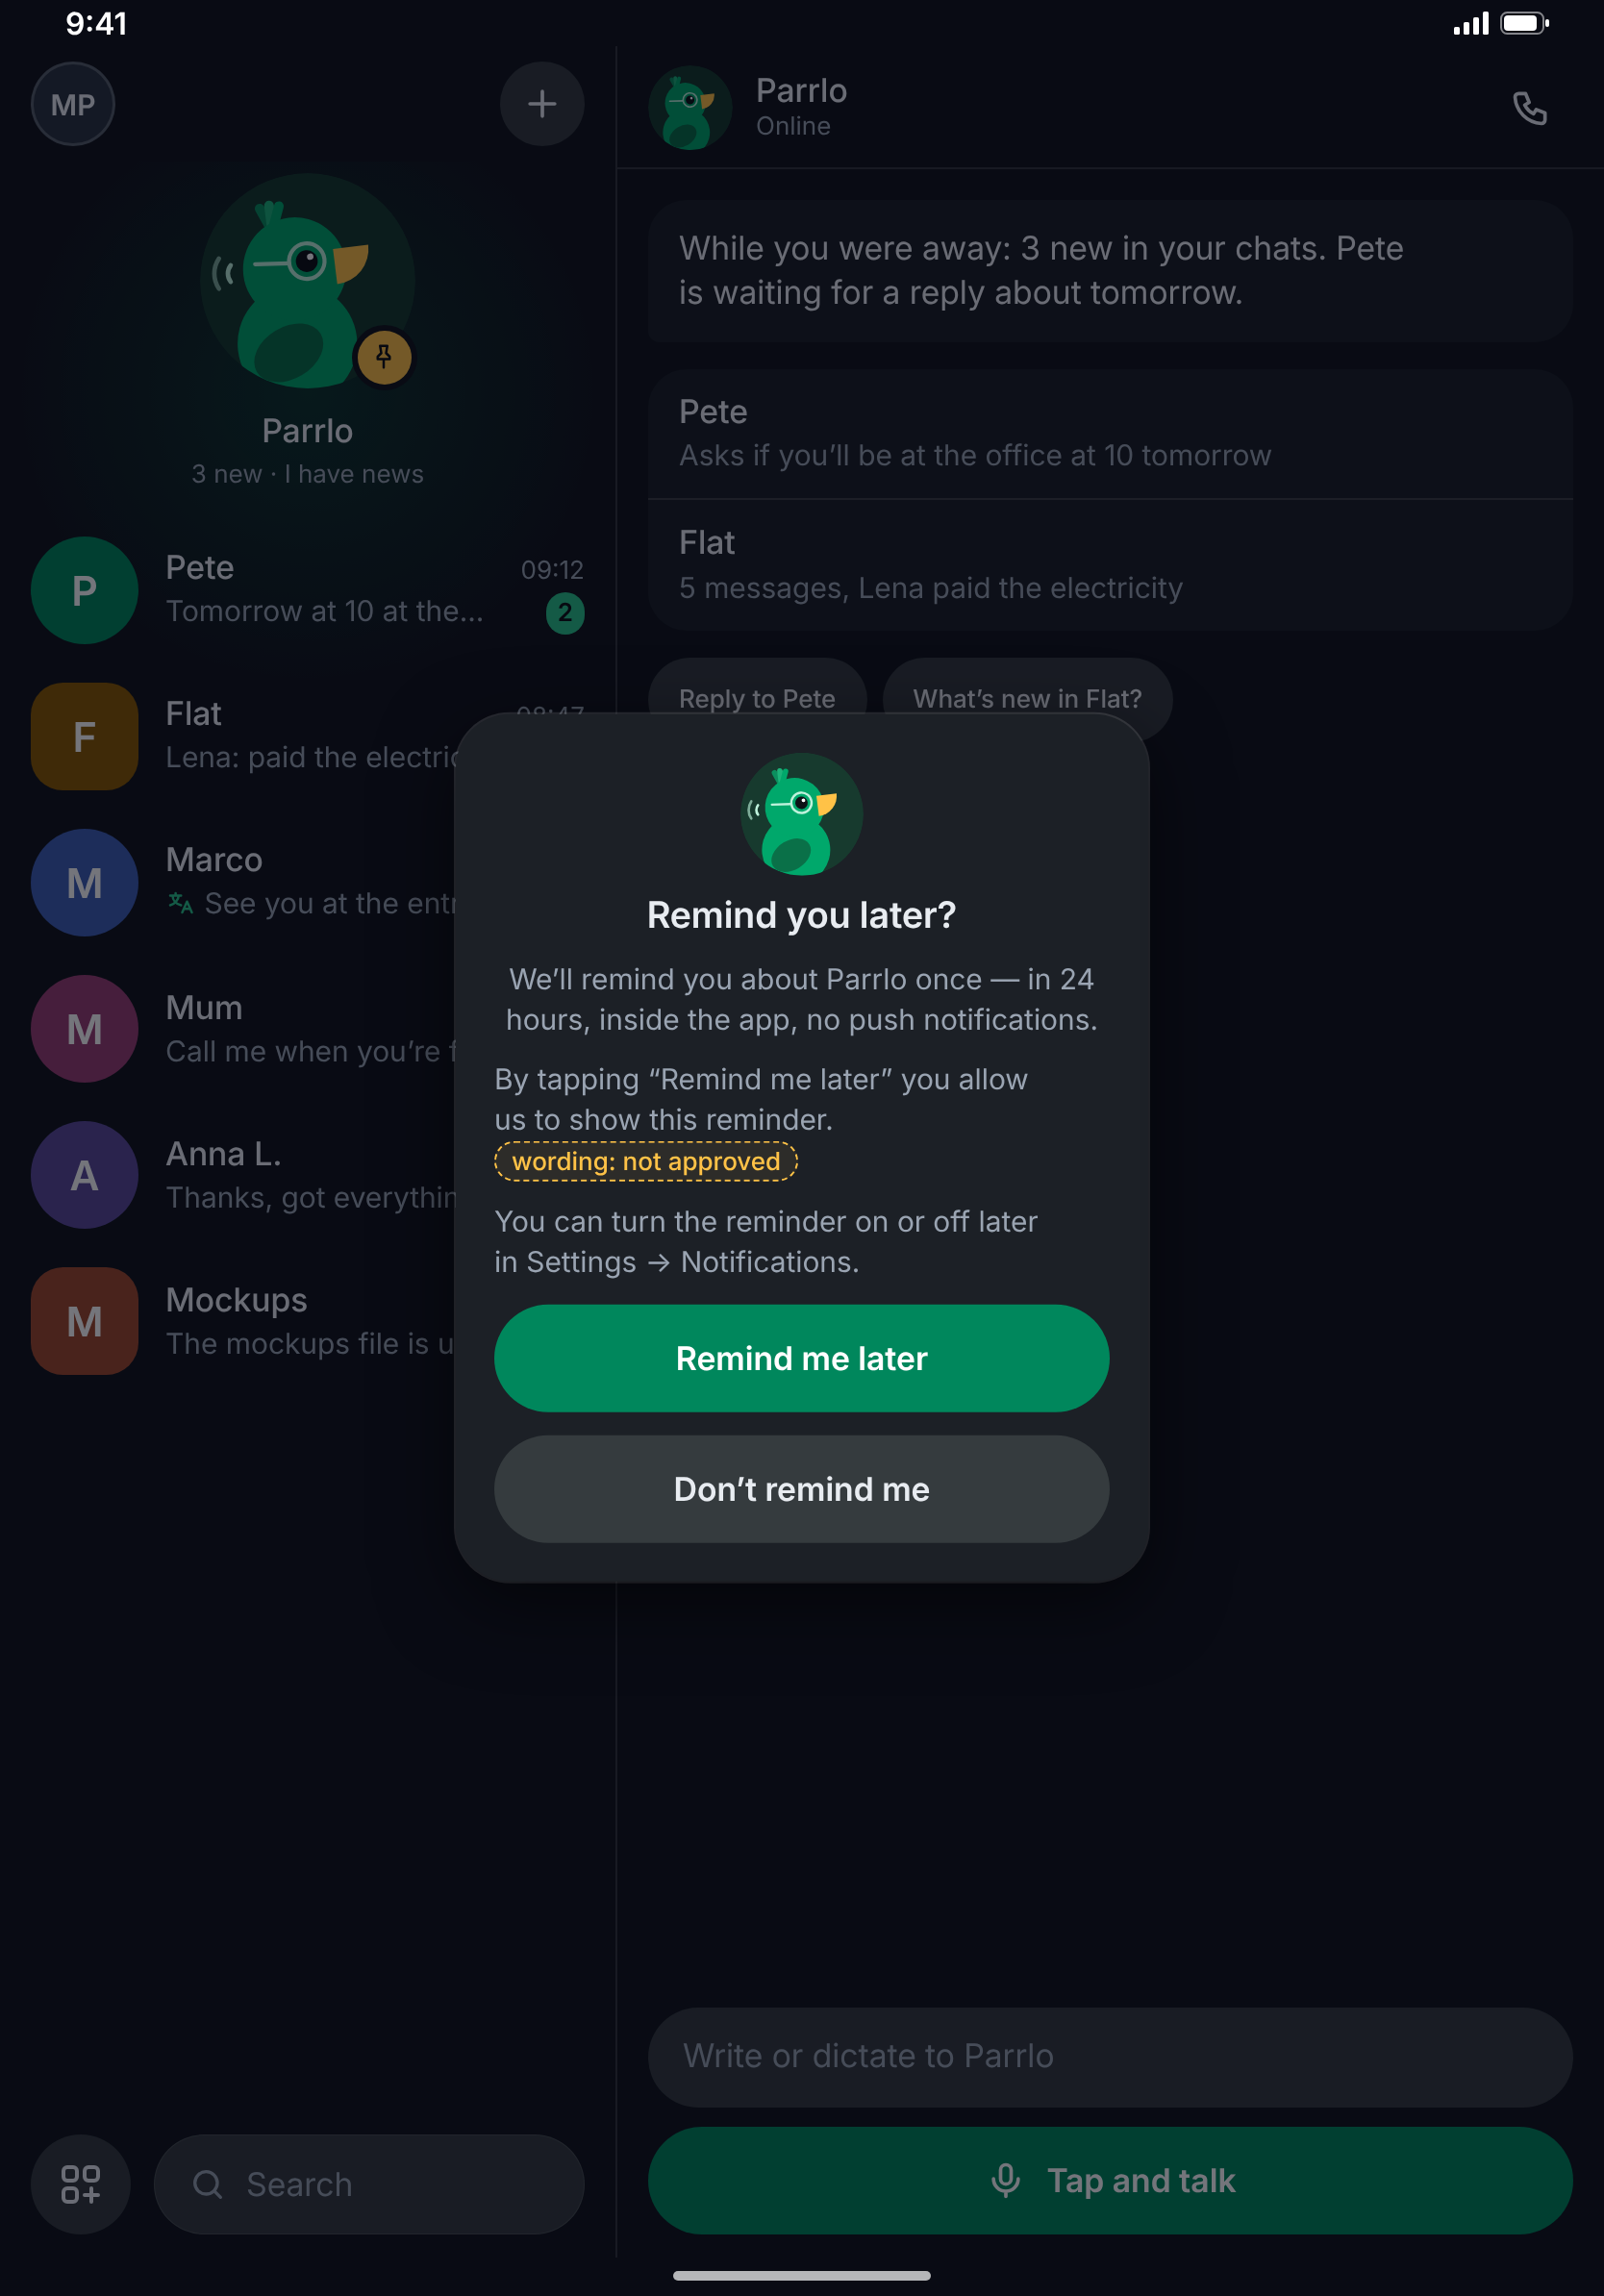 9:41
MP
Parrlo
3 new · I have news
Pete
09:12
Tomorrow at 10 at the...
2
P
Flat
08:47
Lena: paid the electric
F
Marco
See you at the entr
M
Mum
Call me when you’re f
M
Anna L.
Thanks, got everythin
A
Mockups
The mockups file is u
M
Search
Parrlo
Online
While you were away: 3 new in your chats. Pete
is waiting for a reply about tomorrow.
Pete
Asks if you’ll be at the office at 10 tomorrow
Flat
5 messages, Lena paid the electricity
Reply to Pete
What’s new in Flat?
Remind you later?
We’ll remind you about Parrlo once — in 24
hours, inside the app, no push notifications.
By tapping “Remind me later” you allow
us to show this reminder.
wording: not approved
You can turn the reminder on or off later
in Settings → Notifications.
Remind me later
Don’t remind me
Write or dictate to Parrlo
Tap and talk